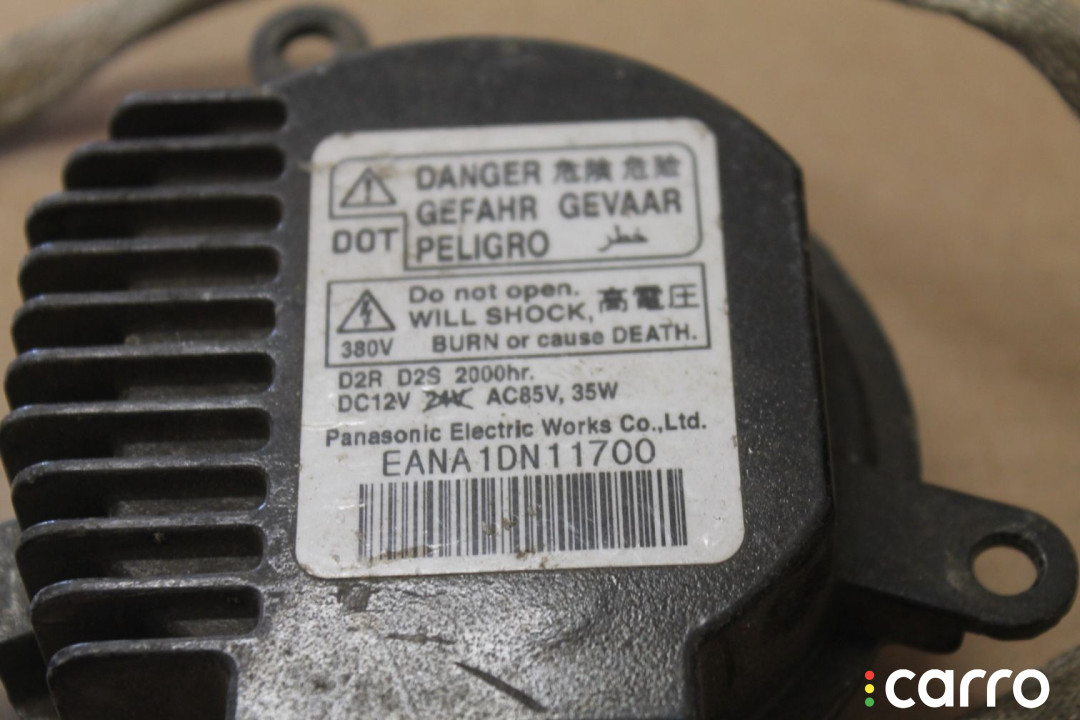 DANGER 危険 危险
GEFAHR GEVAAR
DOT PELIGRO خطر
Do not open. 高電圧
WILL SHOCK,
380V BURN or cause DEATH.
D2R D2S 2000hr.
DC12V 24V AC85V, 35W
Panasonic Electric Works Co.,Ltd.
EANA1DN11700
carro